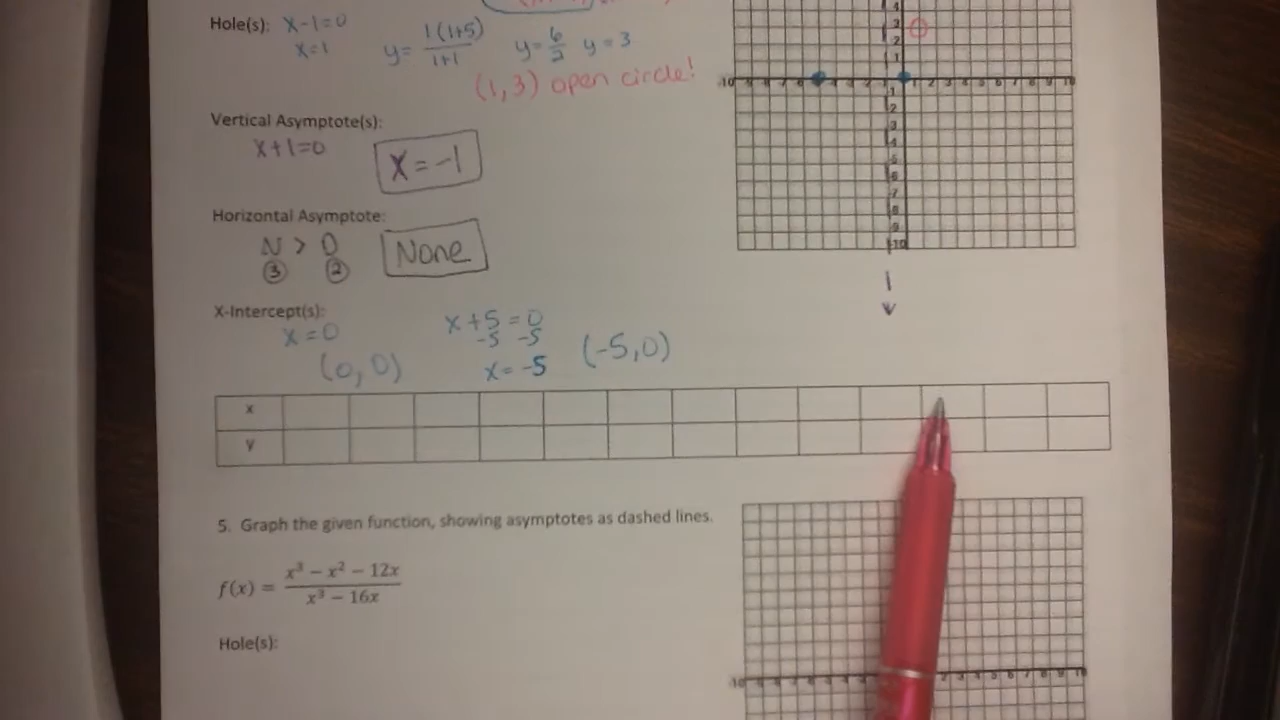 Hole(s): x-1=0
x=1
y= 1(1+5)/1+1
y= 6/2 y=3
(1,3) open circle!
Vertical Asymptote(s):
x+1=0
x=-1
Horizontal Asymptote:
N > D
3 2
None
X-Intercept(s):
x=0
(0,0)
x+5=0
-5 -5
x=-5
(-5,0)
x
y
5. Graph the given function, showing asymptotes as dashed lines.
f(x) = x³ − x² − 12x / x³ − 16x
Hole(s):